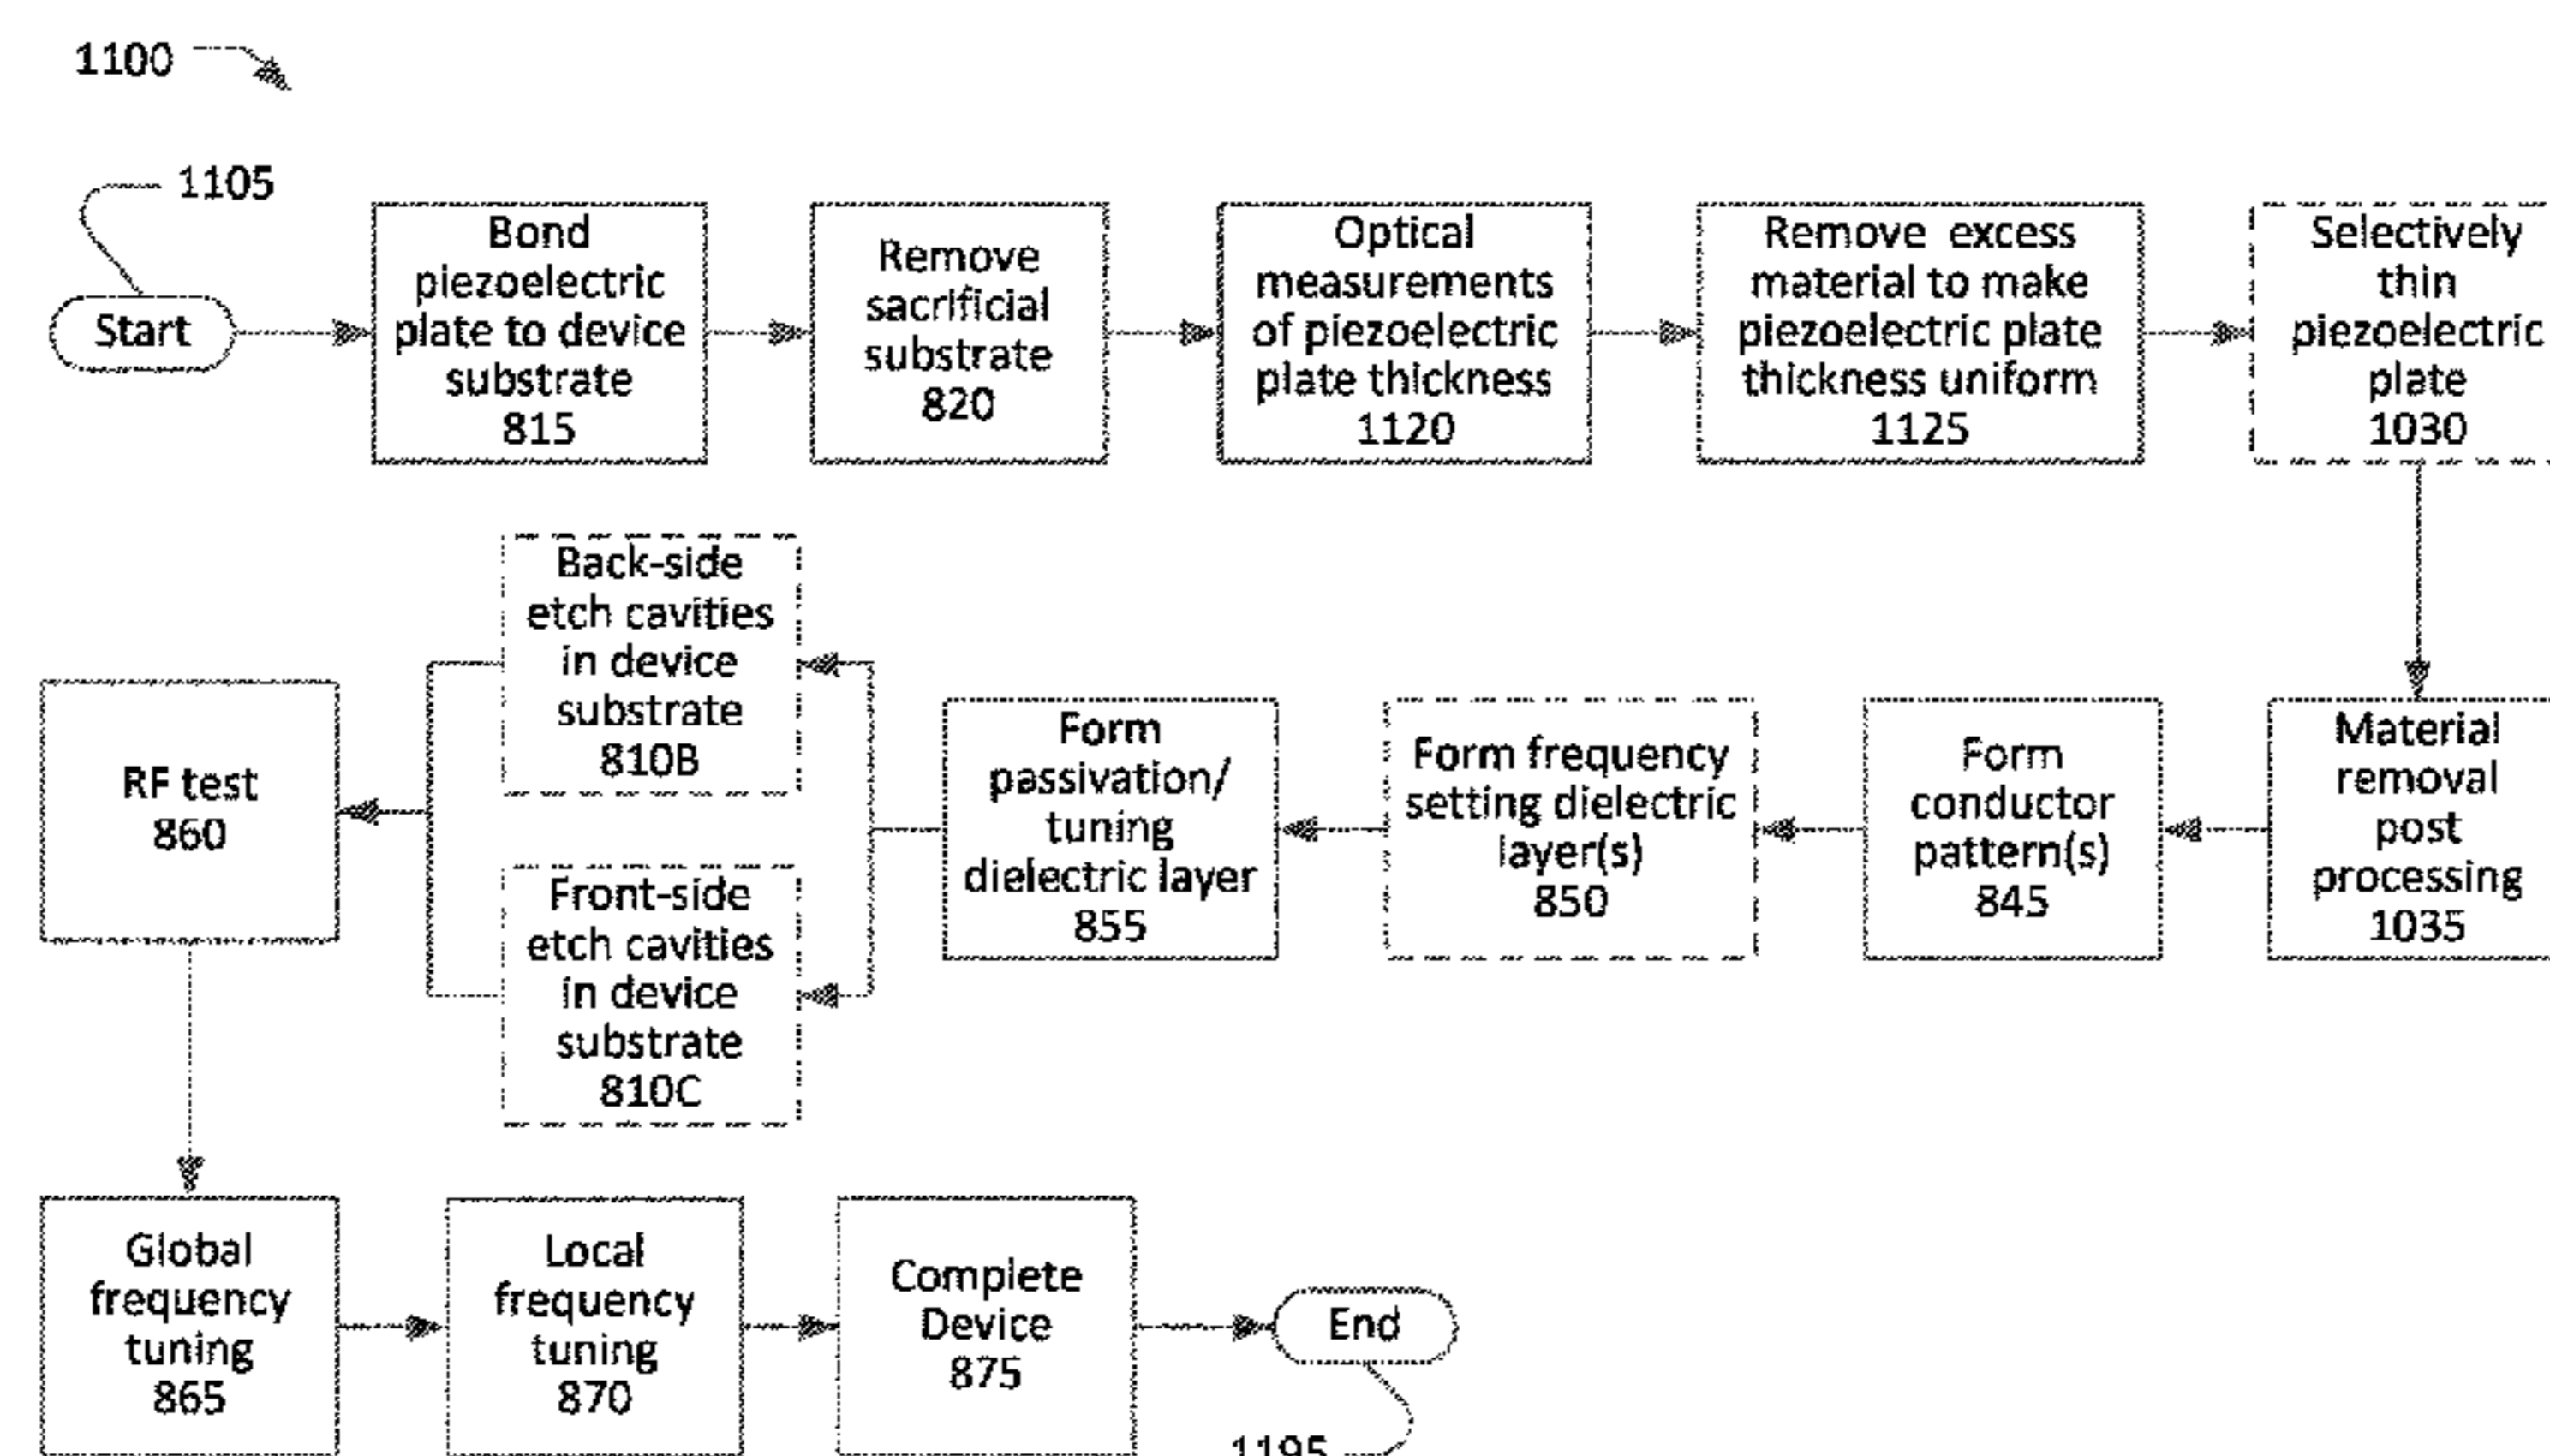 1100
1105
Start
Bond
piezoelectric
plate to device
substrate
815
Remove
sacrificial
substrate
820
Optical
measurements
of piezoelectric
plate thickness
1120
Remove excess
material to make
piezoelectric plate
thickness uniform
1125
Selectively
thin
piezoelectric
plate
1030
Material
removal
post
processing
1035
Form
conductor
pattern(s)
845
Form frequency
setting dielectric
layer(s)
850
Form
passivation/
tuning
dielectric layer
855
Back-side
etch cavities
in device
substrate
810B
Front-side
etch cavities
in device
substrate
810C
RF test
860
Global
frequency
tuning
865
Local
frequency
tuning
870
Complete
Device
875
End
1195